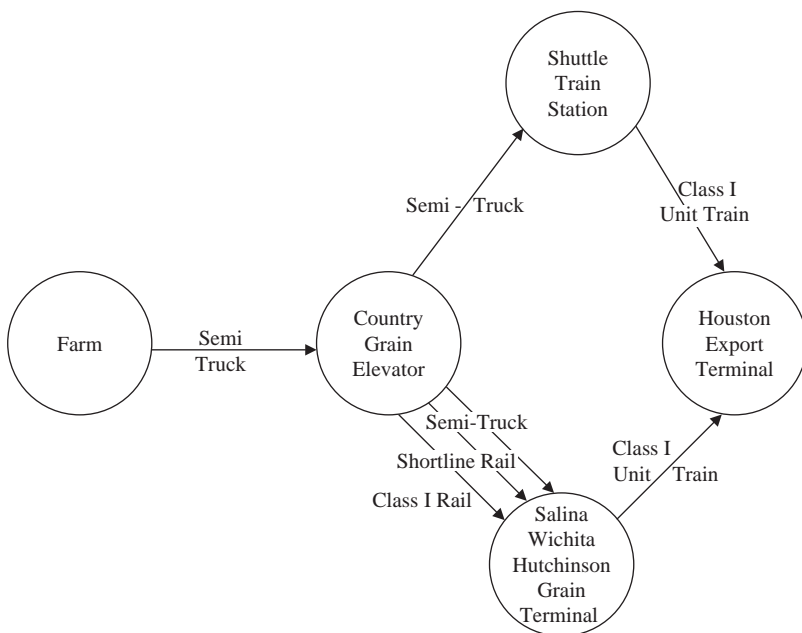 Shuttle
Train
Station
Class I
Unit Train
Semi - Truck
Farm
Semi
Truck
Country
Grain
Elevator
Houston
Export
Terminal
Semi-Truck
Shortline Rail
Class I Rail
Class I
Unit Train
Salina
Wichita
Hutchinson
Grain
Terminal